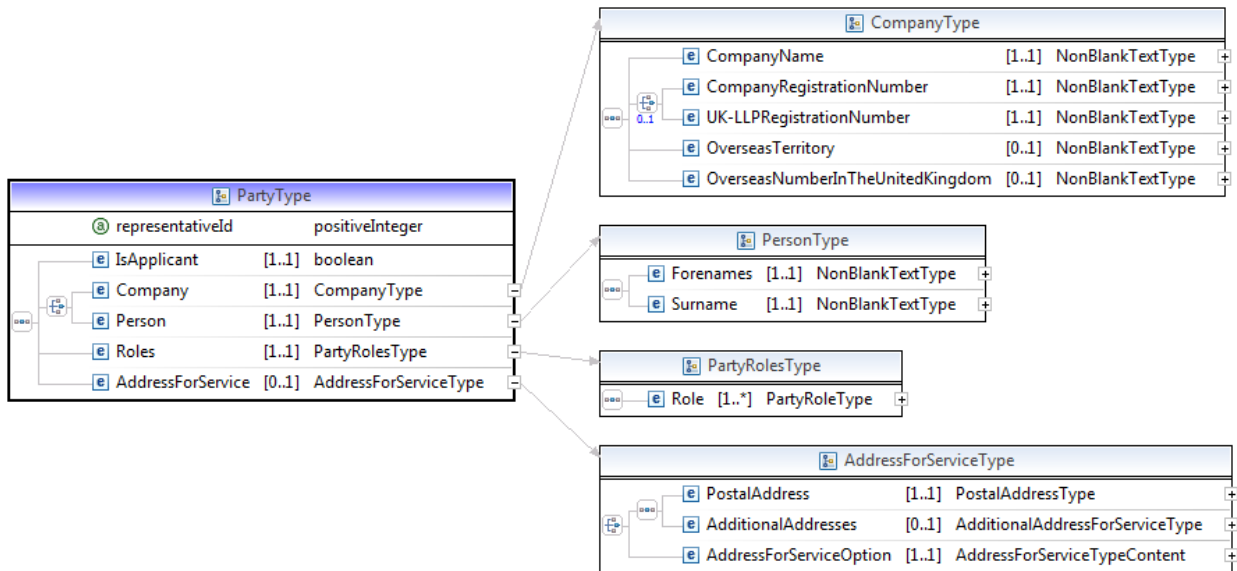 CompanyType
CompanyName [1..1] NonBlankTextType
CompanyRegistrationNumber [1..1] NonBlankTextType
0..1
UK-LLPRegistrationNumber [1..1] NonBlankTextType
OverseasTerritory [0..1] NonBlankTextType
OverseasNumberInTheUnitedKingdom [0..1] NonBlankTextType
PartyType
a representativeId positiveInteger
e IsApplicant [1..1] boolean
e Company [1..1] CompanyType
e Person [1..1] PersonType
e Roles [1..1] PartyRolesType
e AddressForService [0..1] AddressForServiceType
PersonType
e Forenames [1..1] NonBlankTextType
e Surname [1..1] NonBlankTextType
PartyRolesType
e Role [1..*] PartyRoleType
AddressForServiceType
e PostalAddress [1..1] PostalAddressType
e AdditionalAddresses [0..1] AdditionalAddressForServiceType
e AddressForServiceOption [1..1] AddressForServiceTypeContent